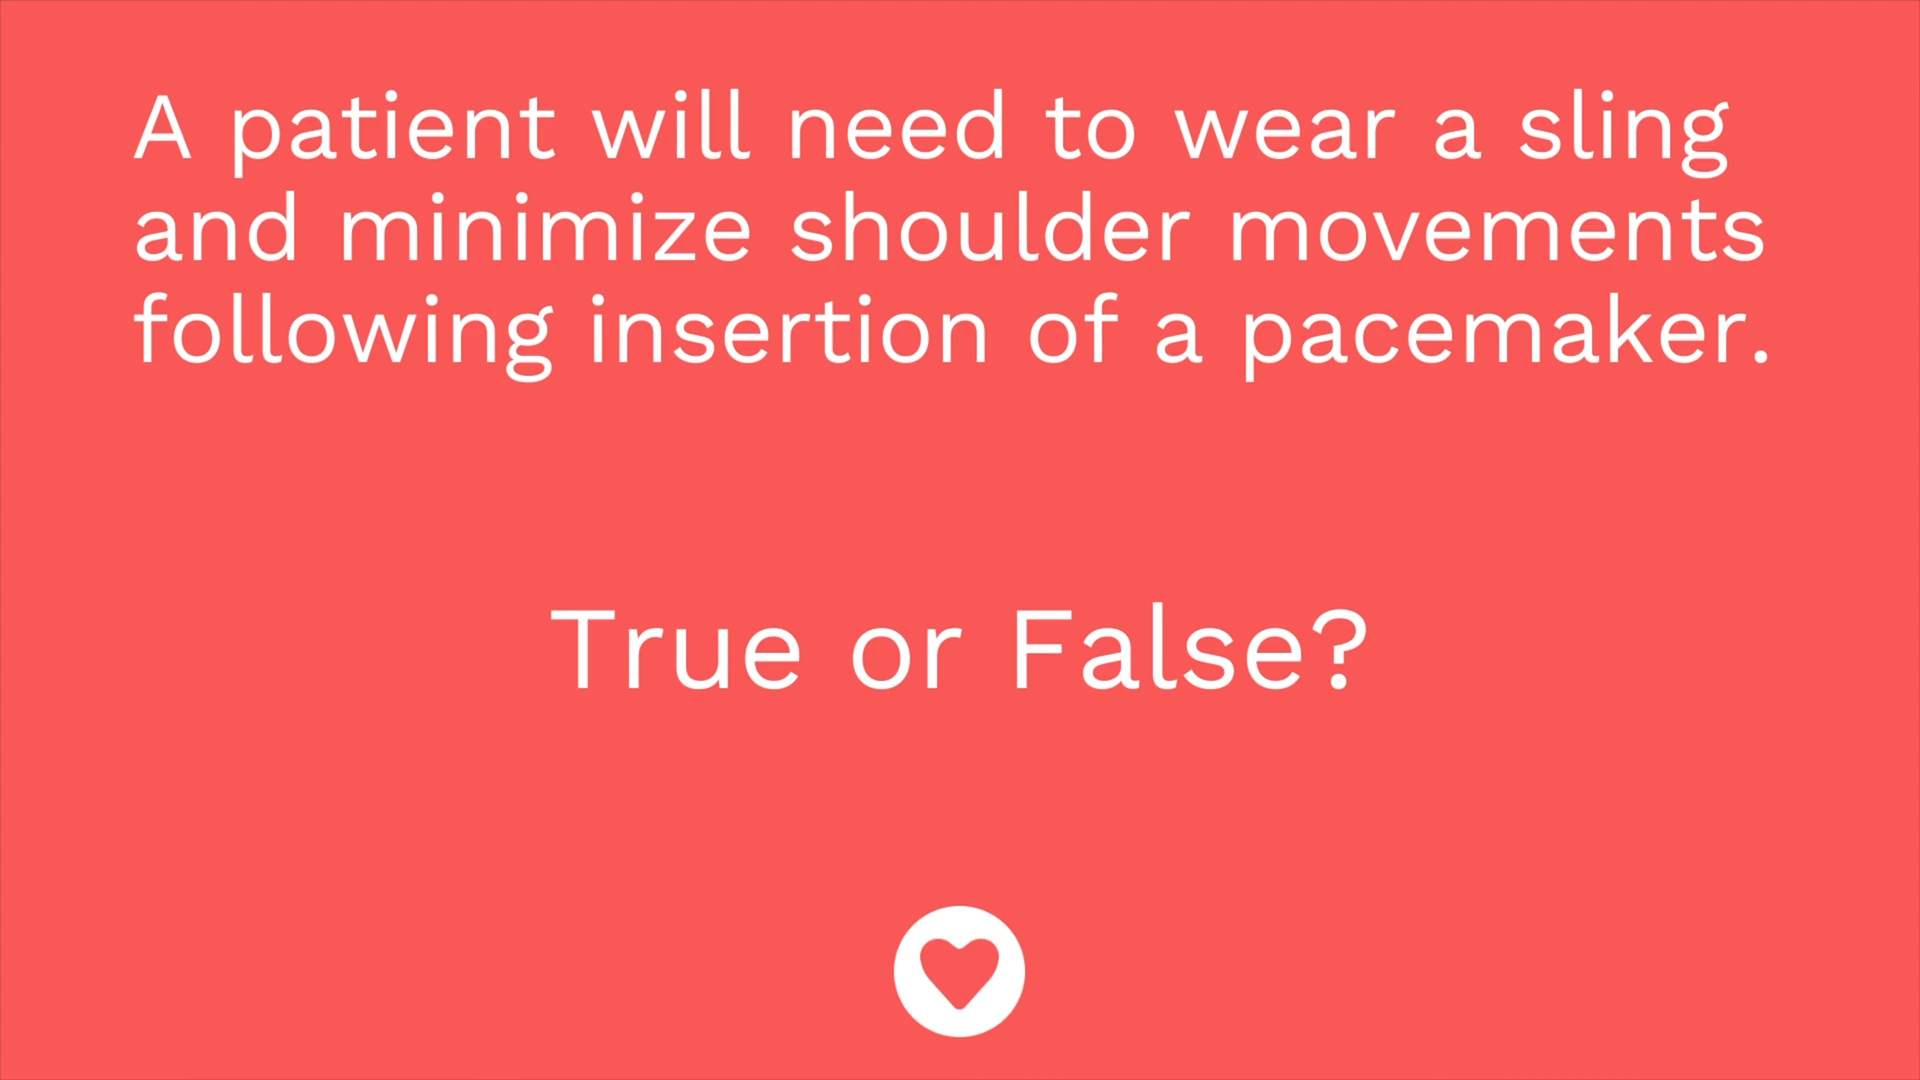 A patient will need to wear a sling
and minimize shoulder movements
following insertion of a pacemaker.
True or False?